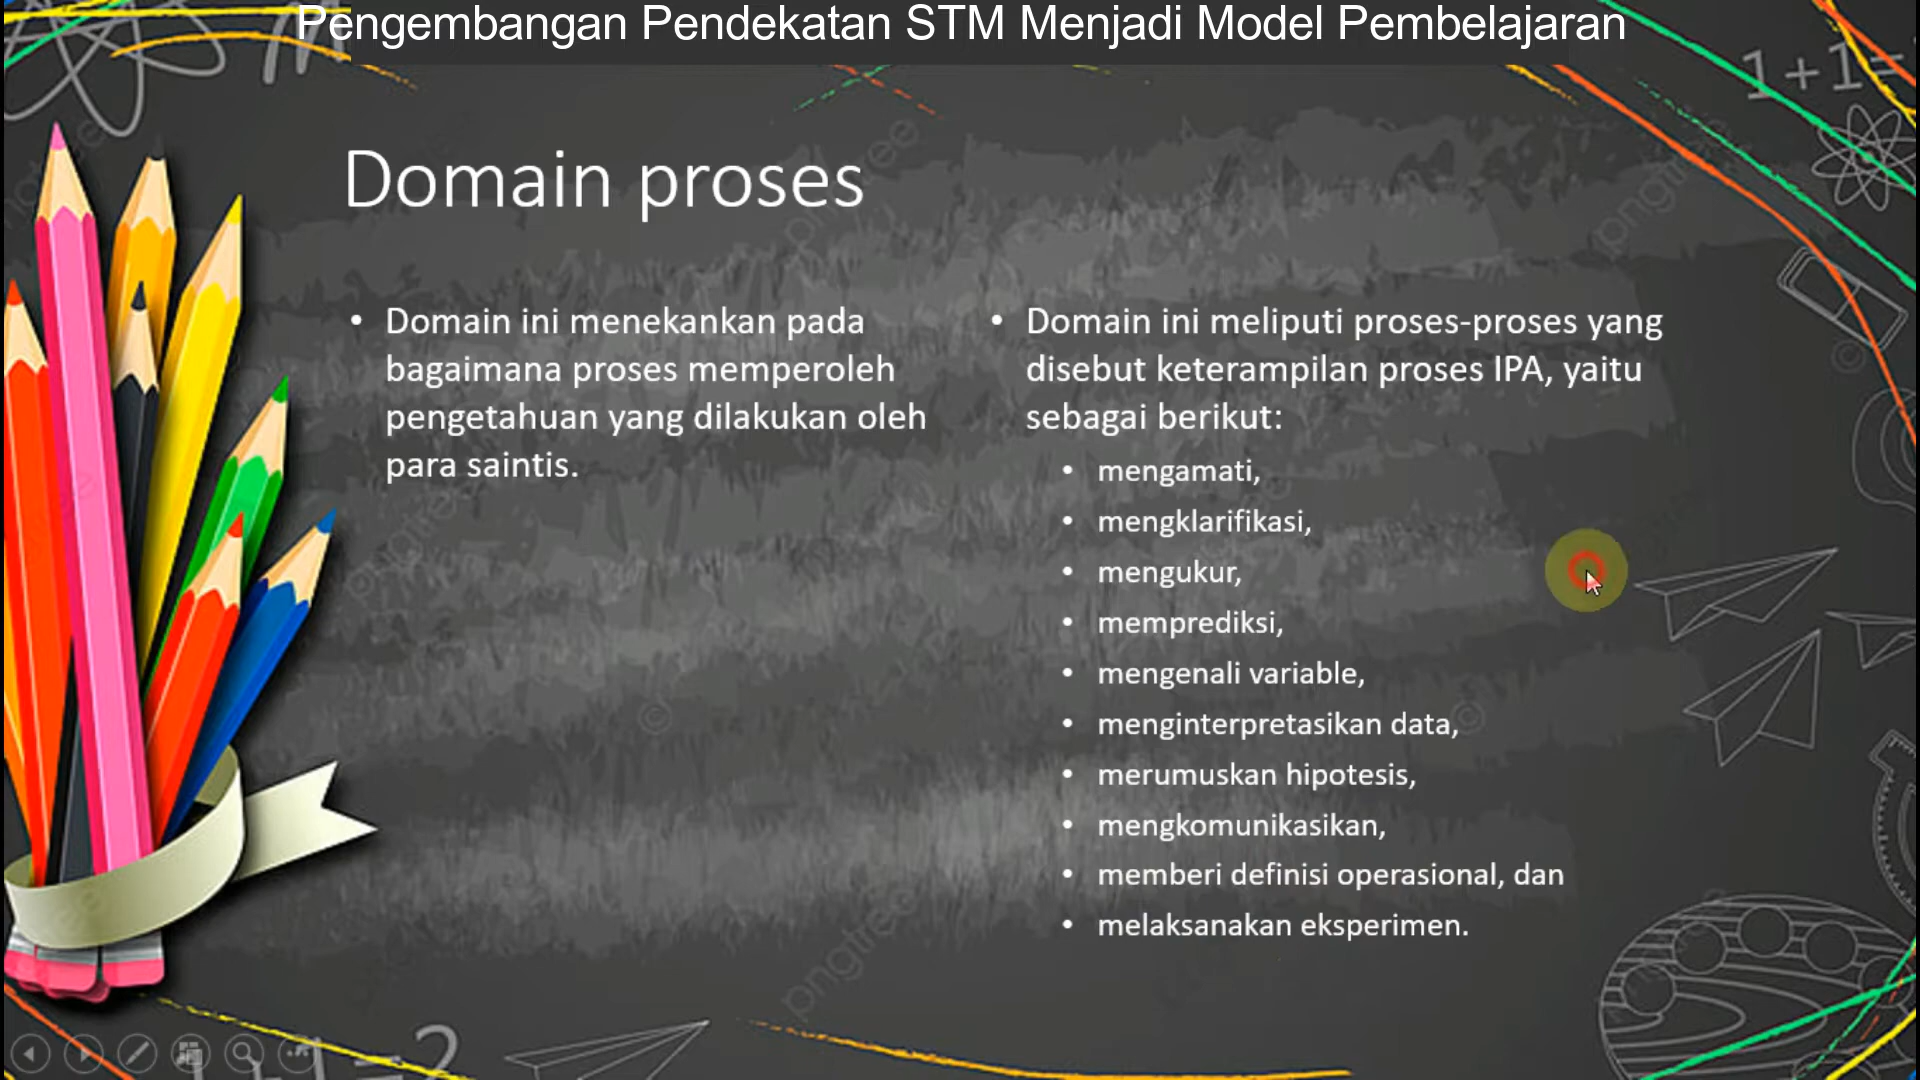 Pengembangan Pendekatan STM Menjadi Model Pembelajaran
1+1=
Domain proses
• Domain ini menekankan pada
bagaimana proses memperoleh
pengetahuan yang dilakukan oleh
para saintis.
• Domain ini meliputi proses-proses yang
disebut keterampilan proses IPA, yaitu
sebagai berikut:
• mengamati,
• mengklarifikasi,
• mengukur,
• memprediksi,
• mengenali variable,
• menginterpretasikan data,
• merumuskan hipotesis,
• mengkomunikasikan,
• memberi definisi operasional, dan
• melaksanakan eksperimen.
=2
pngtree